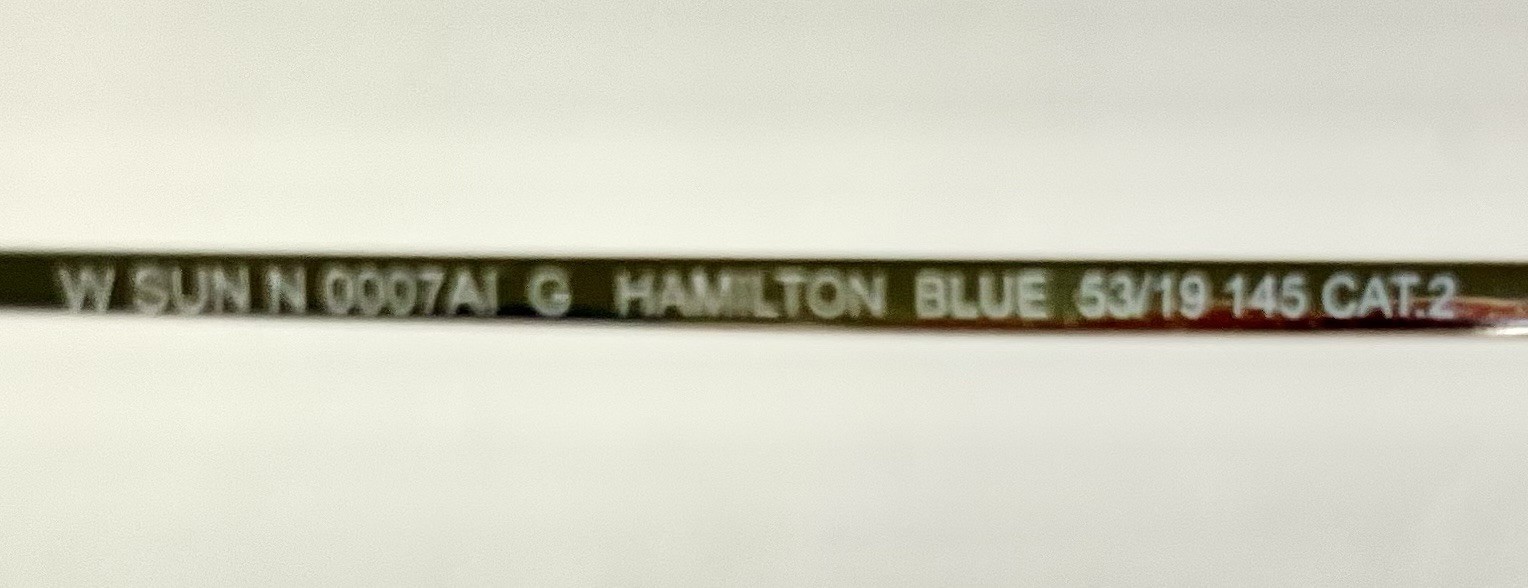 W SUN N 0007AI G HAMILTON BLUE 53/19 145 CAT.2